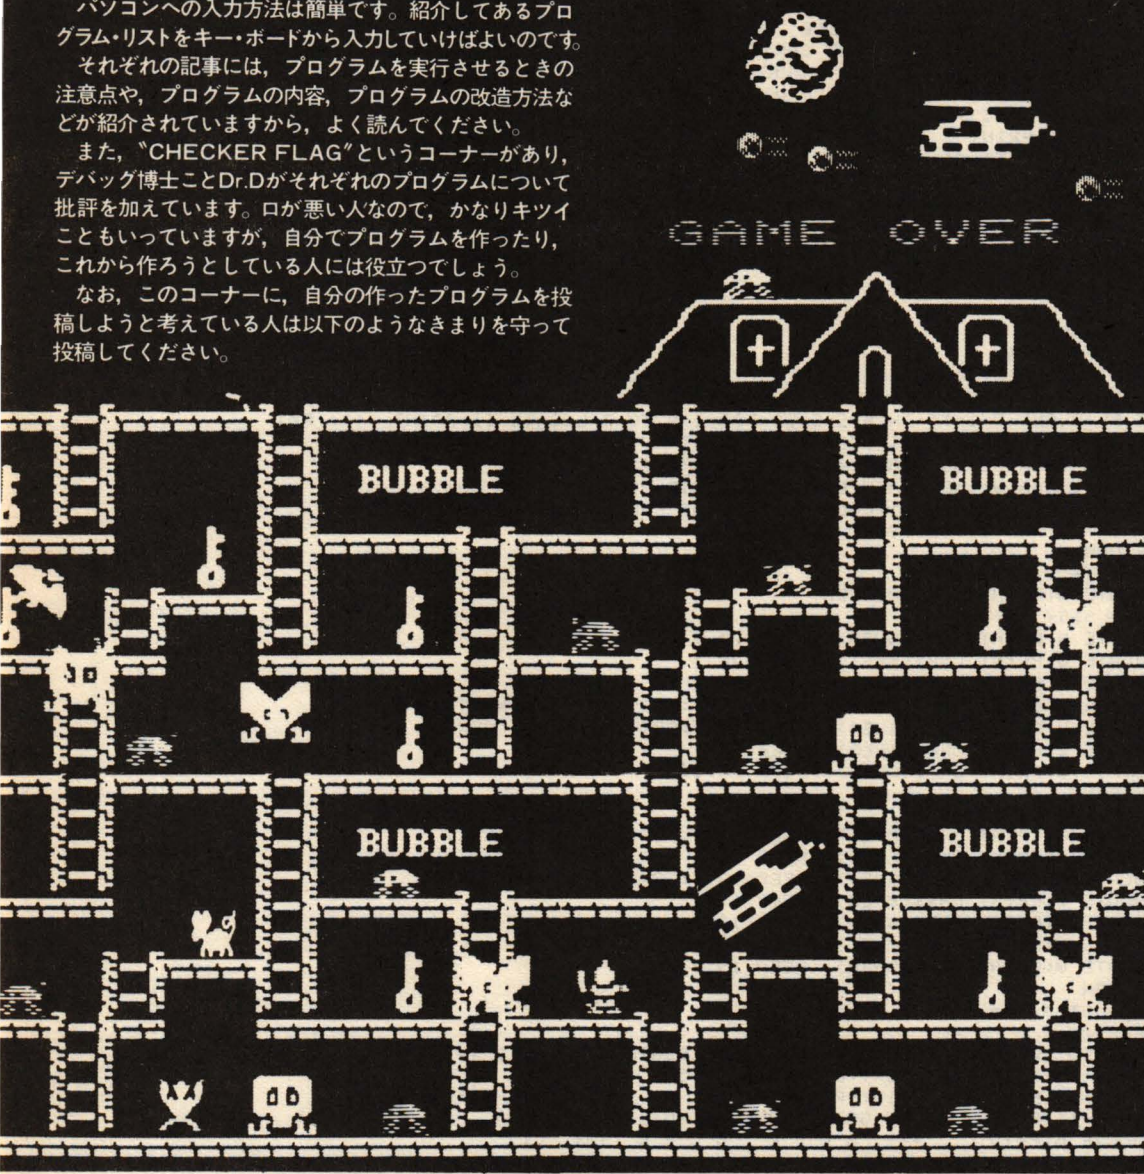 パソコンへの入力方法は簡単です。紹介してあるプロ
グラム・リストをキー・ボードから入力していけばよいのです。
それぞれの記事には，プログラムを実行させるときの
注意点や，プログラムの内容，プログラムの改造方法な
どが紹介されていますから，よく読んでください。
また，〝CHECKER FLAG″というコーナーがあり，
デバッグ博士ことDr.Dがそれぞれのプログラムについて
批評を加えています。口が悪い人なので，かなりキツイ
こともいっていますが，自分でプログラムを作ったり，
これから作ろうとしている人には役立つでしょう。
なお，このコーナーに，自分の作ったプログラムを投
稿しようと考えている人は以下のようなきまりを守って
投稿してください。
GAME OVER
BUBBLE
BUBBLE
BUBBLE
BUBBLE